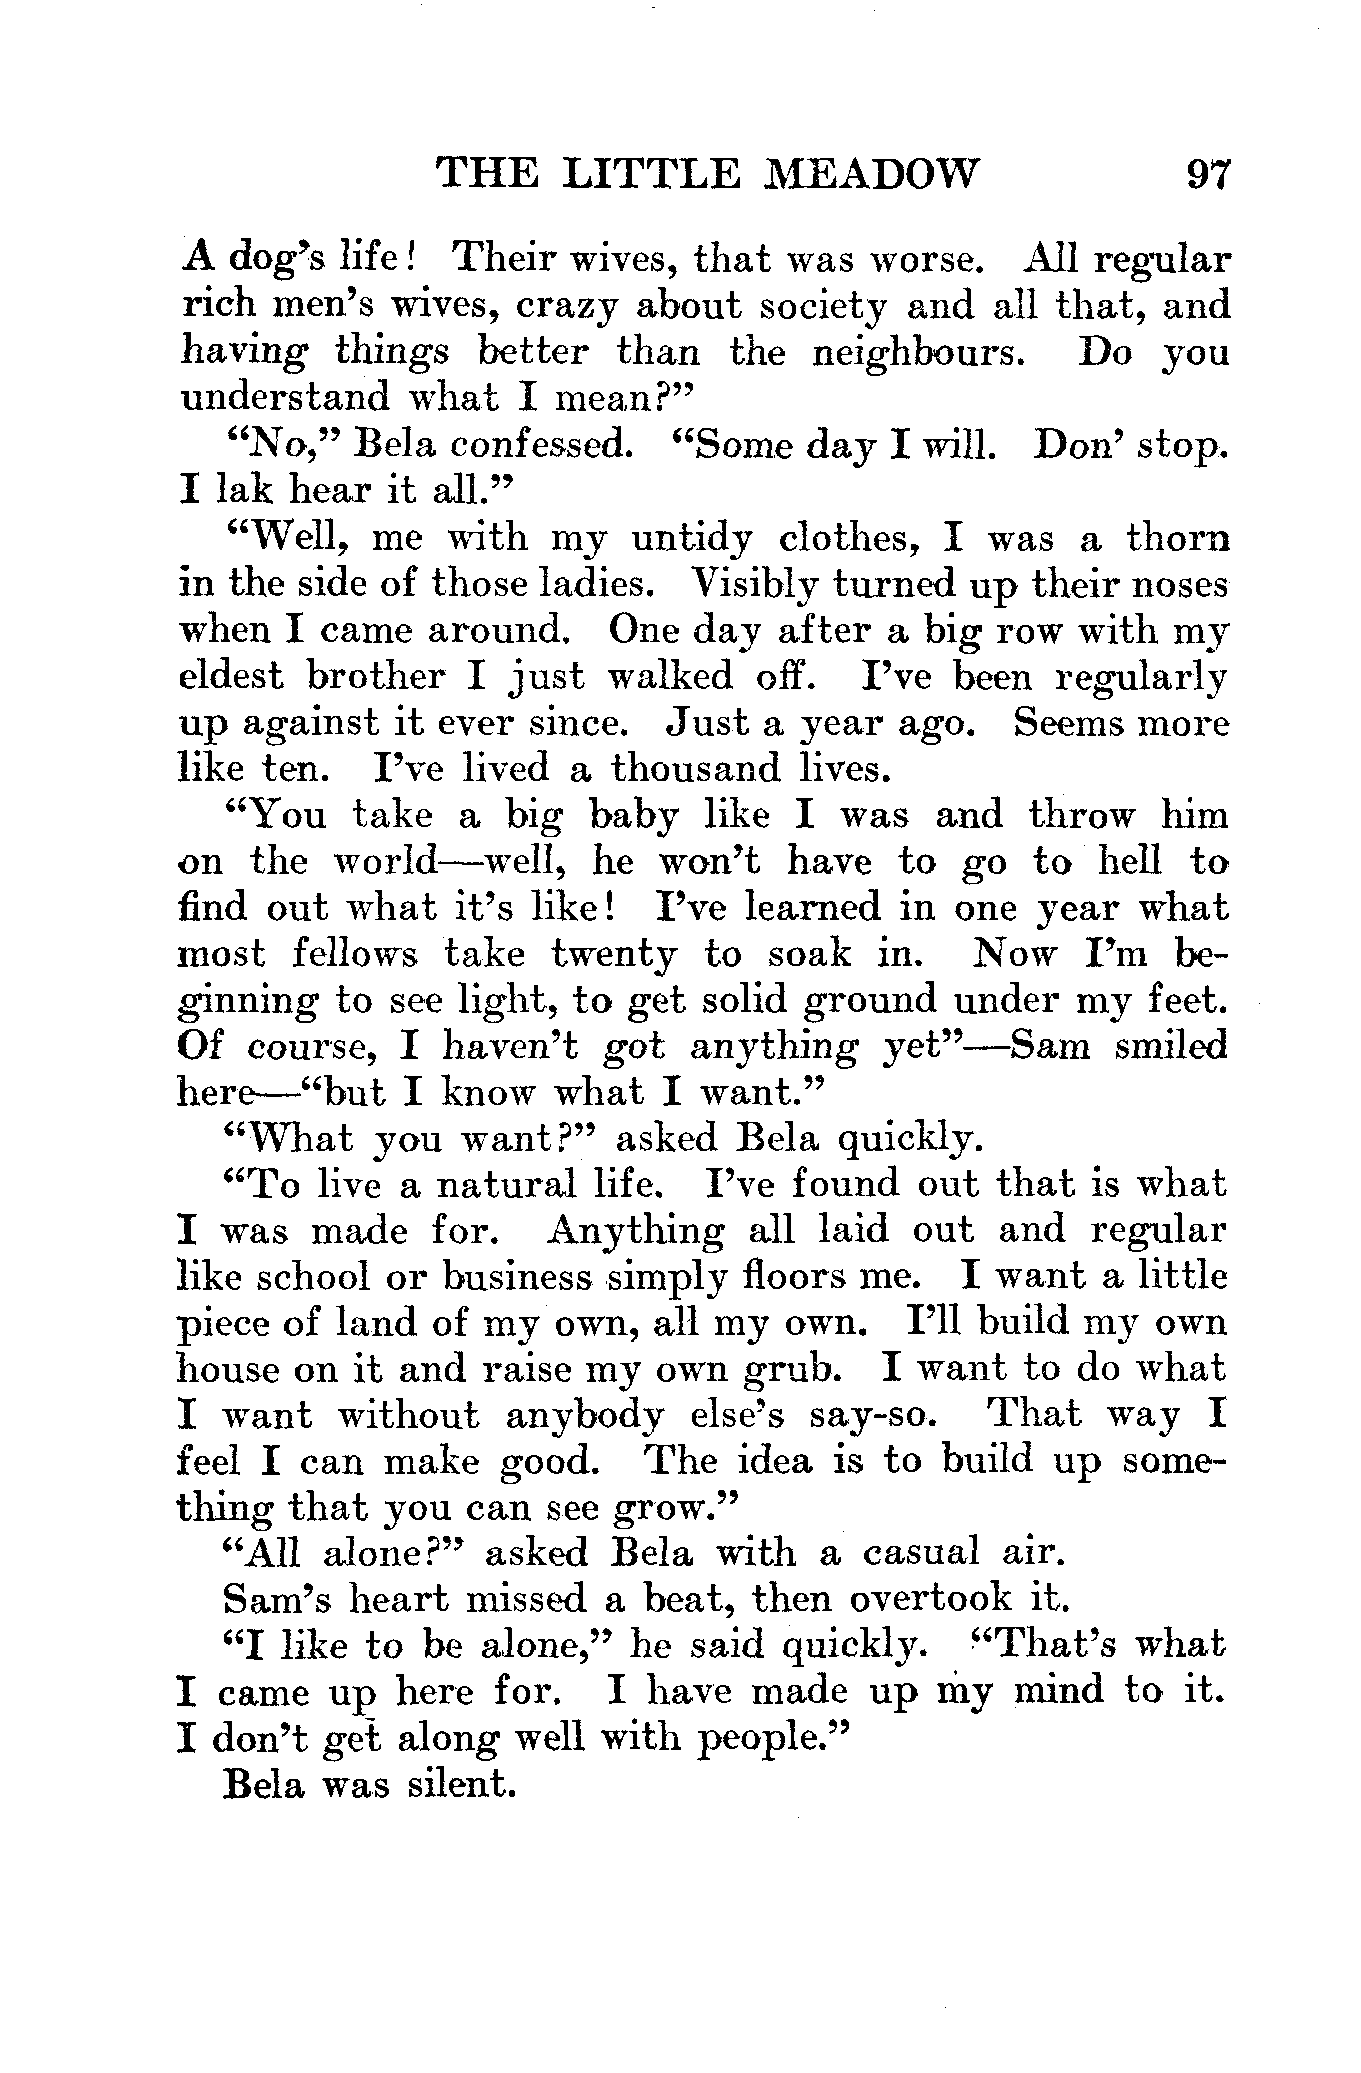 THE LITTLE MEADOW 97
A dog's life! Their wives, that was worse. All regular
rich men's wives, crazy about society and all that, and
having things better than the neighbours. Do you
understand what I mean?”
“No,” Bela confessed. “Some day I will. Don’ stop.
I lak hear it all.”
“Well, me with my untidy clothes, I was a thorn
in the side of those ladies. Visibly turned up their noses
when I came around. One day after a big row with my
eldest brother I just walked off. I’ve been regularly
up against it ever since. Just a year ago. Seems more
like ten. I’ve lived a thousand lives.
“You take a big baby like I was and throw him
on the world—well, he won’t have to go to hell to
find out what it’s like! I’ve learned in one year what
most fellows take twenty to soak in. Now I’m be-
ginning to see light, to get solid ground under my feet.
Of course, I haven’t got anything yet”—Sam smiled
here—“but I know what I want.”
“What you want?” asked Bela quickly.
“To live a natural life. I’ve found out that is what
I was made for. Anything all laid out and regular
like school or business simply floors me. I want a little
piece of land of my own, all my own. I’ll build my own
house on it and raise my own grub. I want to do what
I want without anybody else’s say-so. That way I
feel I can make good. The idea is to build up some-
thing that you can see grow.”
“All alone?” asked Bela with a casual air.
Sam’s heart missed a beat, then overtook it.
“I like to be alone,” he said quickly. “That’s what
I came up here for. I have made up my mind to it.
I don’t get along well with people.”
Bela was silent.